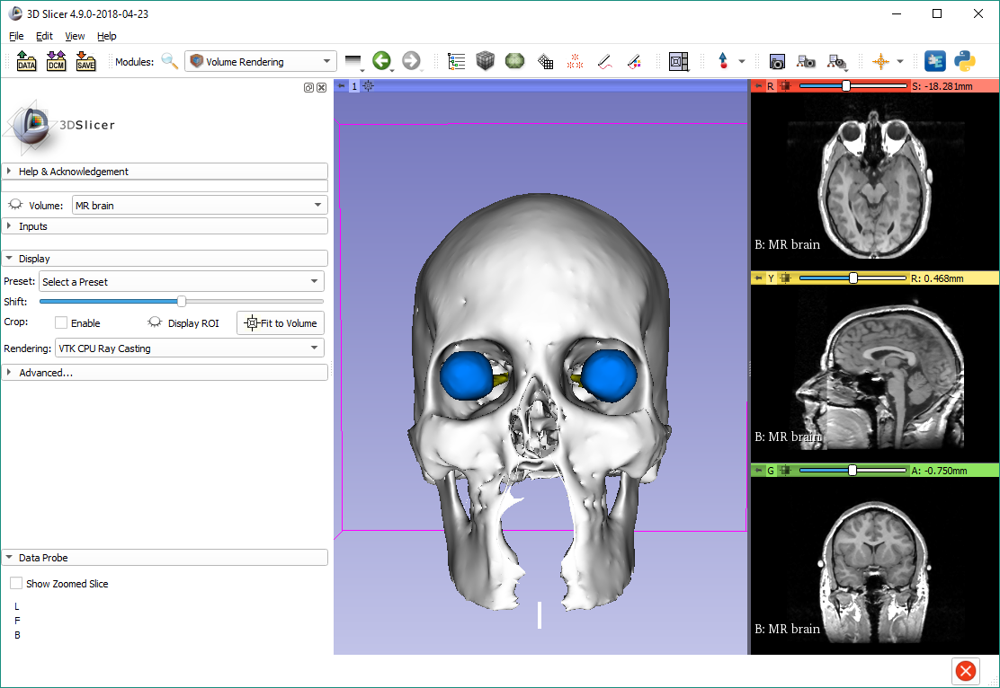 3D Slicer 4.9.0-2018-04-23
File Edit View Help
DATA DCM SAVE Modules: Volume Rendering
1
R S: -18.281mm
3DSlicer
Help & Acknowledgement
Volume: MR brain
Inputs
Display
Preset: Select a Preset
Shift:
Crop: Enable Display ROI Fit to Volume
Rendering: VTK CPU Ray Casting
Advanced...
Data Probe
Show Zoomed Slice
L
F
B
I
B: MR brain
Y R: 0.468mm
B: MR brain
G A: -0.750mm
B: MR brain